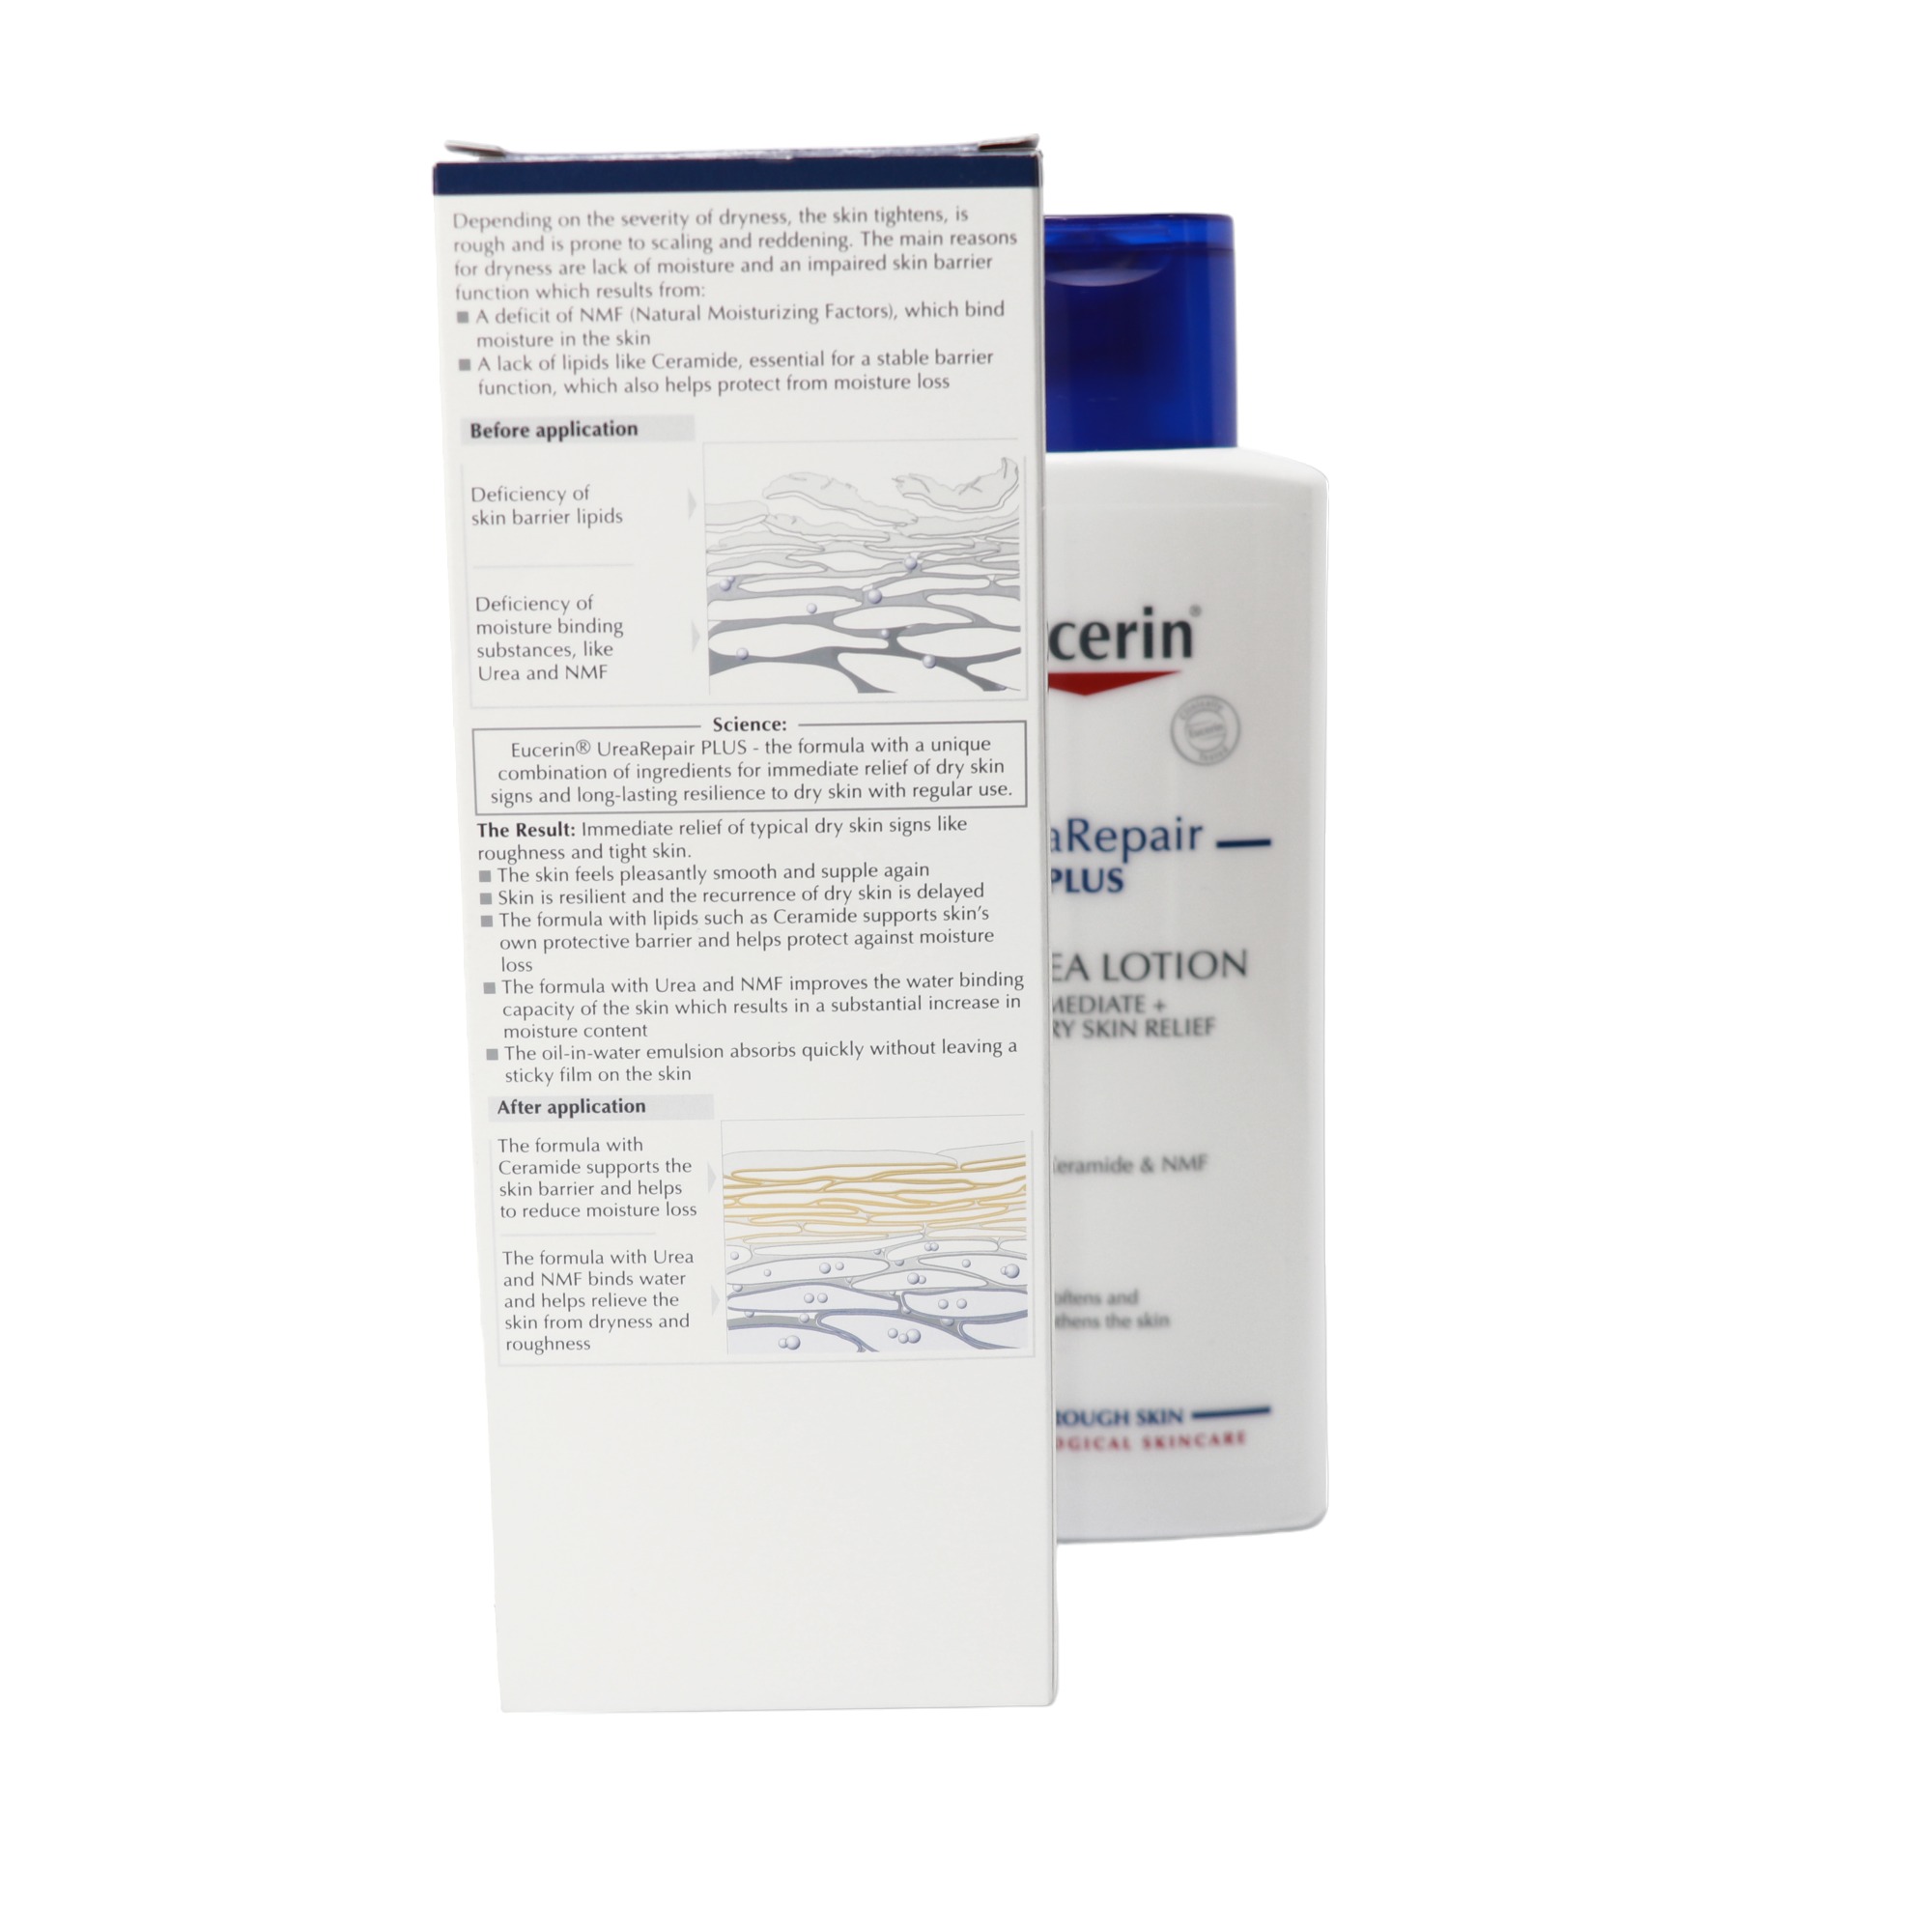 Depending on the severity of dryness, the skin tightens, is
rough and is prone to scaling and reddening. The main reasons
for dryness are lack of moisture and an impaired skin barrier
function which results from:
■ A deficit of NMF (Natural Moisturizing Factors), which bind
moisture in the skin
■ A lack of lipids like Ceramide, essential for a stable barrier
function, which also helps protect from moisture loss
Before application
Deficiency of
skin barrier lipids
Deficiency of
moisture binding
substances, like
Urea and NMF
Science:
Eucerin® UreaRepair PLUS - the formula with a unique
combination of ingredients for immediate relief of dry skin
signs and long-lasting resilience to dry skin with regular use.
The Result: Immediate relief of typical dry skin signs like
roughness and tight skin.
■ The skin feels pleasantly smooth and supple again
■ Skin is resilient and the recurrence of dry skin is delayed
■ The formula with lipids such as Ceramide supports skin's
own protective barrier and helps protect against moisture
loss
■ The formula with Urea and NMF improves the water binding
capacity of the skin which results in a substantial increase in
moisture content
■ The oil-in-water emulsion absorbs quickly without leaving a
sticky film on the skin
After application
The formula with
Ceramide supports the
skin barrier and helps
to reduce moisture loss
The formula with Urea
and NMF binds water
and helps relieve the
skin from dryness and
roughness
cerin®
aRepair
PLUS
EA LOTION
MEDIATE +
RY SKIN RELIEF
eramide & NMF
oftens and
thens the skin
ROUGH SKIN
OGICAL SKINCARE